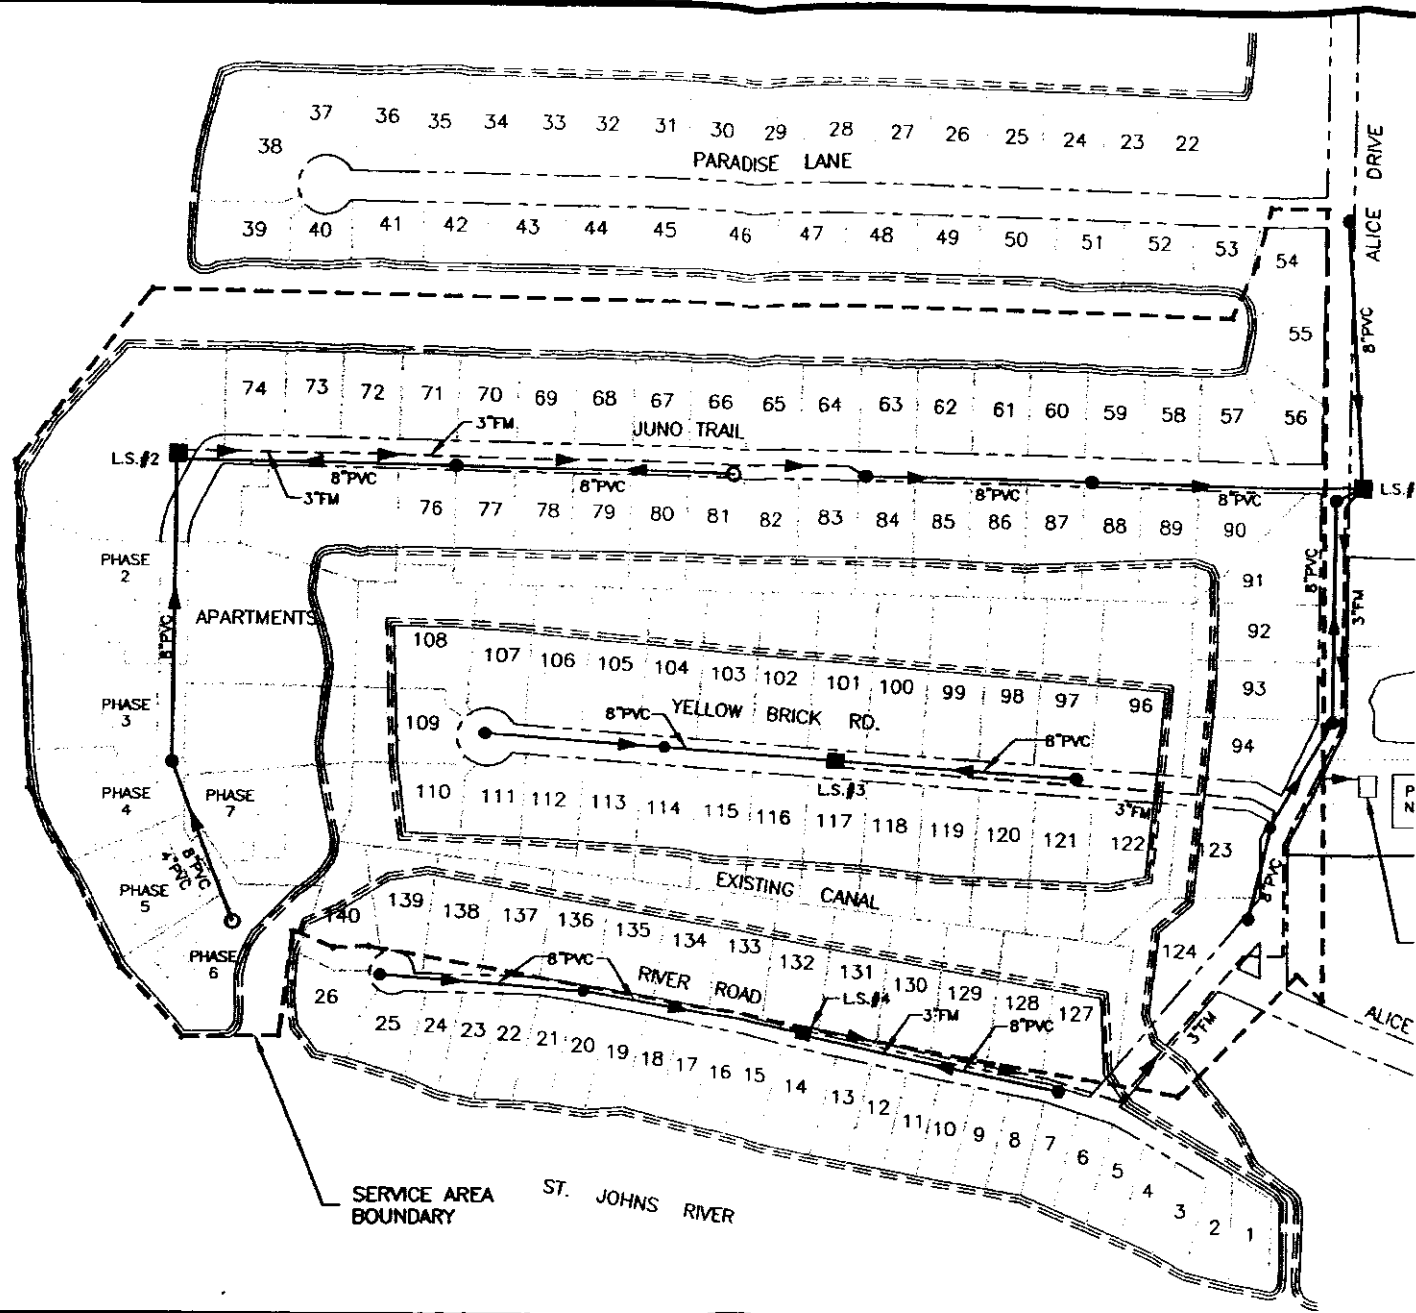 37 36 35 34 33 32 31 30 29 28 27 26 25 24 23 22
38
PARADISE LANE
39 40 41 42 43 44 45 46 47 48 49 50 51 52 53 54
ALICE DRIVE
55
8"PVC
74 73 72 71 70 69 68 67 66 65 64 63 62 61 60 59 58 57 56
3"FM
JUNO TRAIL
L.S.#2
8"PVC
3"FM
8"PVC
8"PVC
8"PVC
L.S.#
76 77 78 79 80 81 82 83 84 85 86 87 88 89 90
PHASE
2
APARTMENTS
8"PVC
91
8"PVC
3"FM
92
108 107 106 105 104 103 102 101 100 99 98 97 96
93
PHASE
3
109
8"PVC
YELLOW BRICK RD.
8"PVC
94
PHASE
4
PHASE
7
110 111 112 113 114 115 116 117 118 119 120 121 122 123
L.S.#3
3"FM
P
N
8"PVC
4"PVC
PHASE
5
EXISTING CANAL
8"PVC
PHASE
6
140 139 138 137 136 135 134 133 132 131 130 129 128 127
124
8"PVC
RIVER ROAD
L.S.#4
3"FM
8"PVC
3"FM
ALICE
26 25 24 23 22 21 20 19 18 17 16 15 14 13 12 11 10 9 8 7 6 5 4 3 2 1
SERVICE AREA
BOUNDARY
ST. JOHNS RIVER